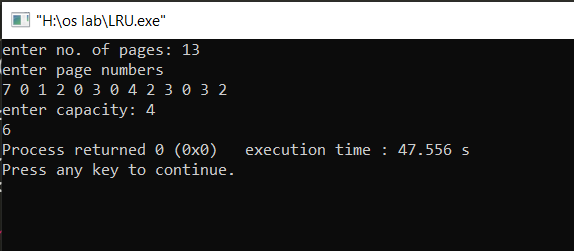 "H:\os lab\LRU.exe"
enter no. of pages: 13
enter page numbers
7 0 1 2 0 3 0 4 2 3 0 3 2
enter capacity: 4
6
Process returned 0 (0x0)   execution time : 47.556 s
Press any key to continue.